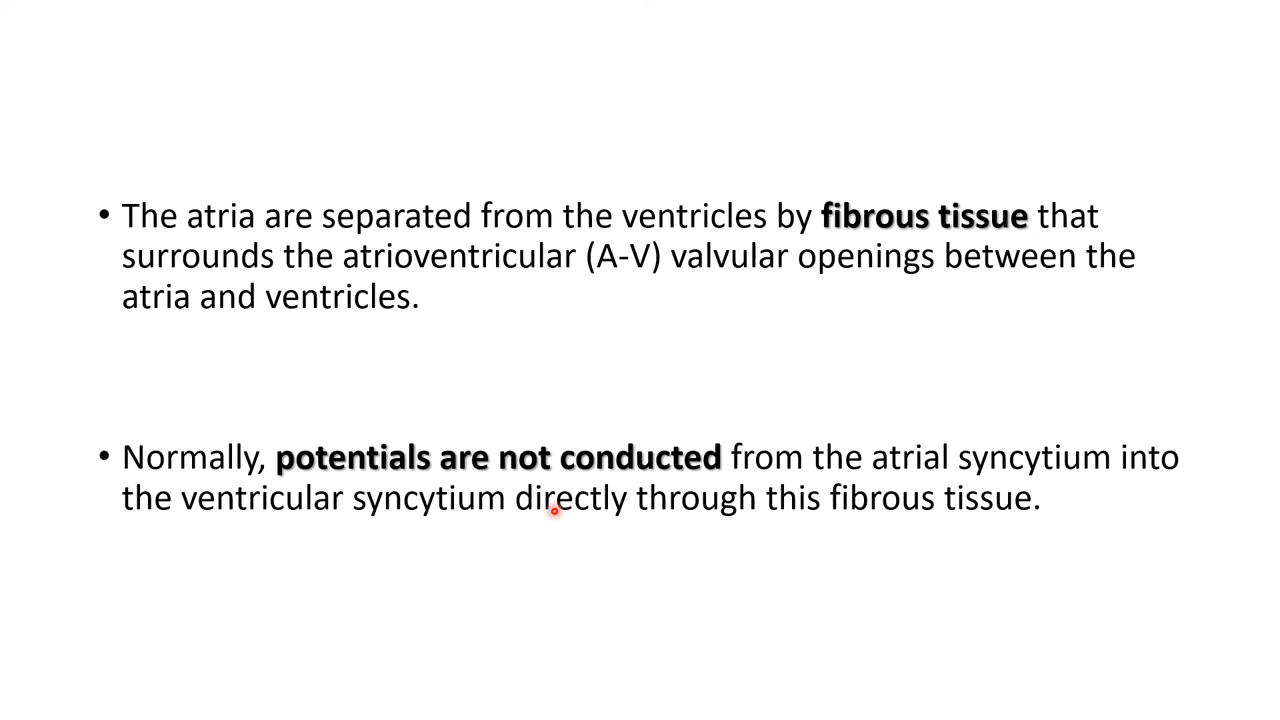 • The atria are separated from the ventricles by fibrous tissue that
surrounds the atrioventricular (A-V) valvular openings between the
atria and ventricles.
• Normally, potentials are not conducted from the atrial syncytium into
the ventricular syncytium directly through this fibrous tissue.